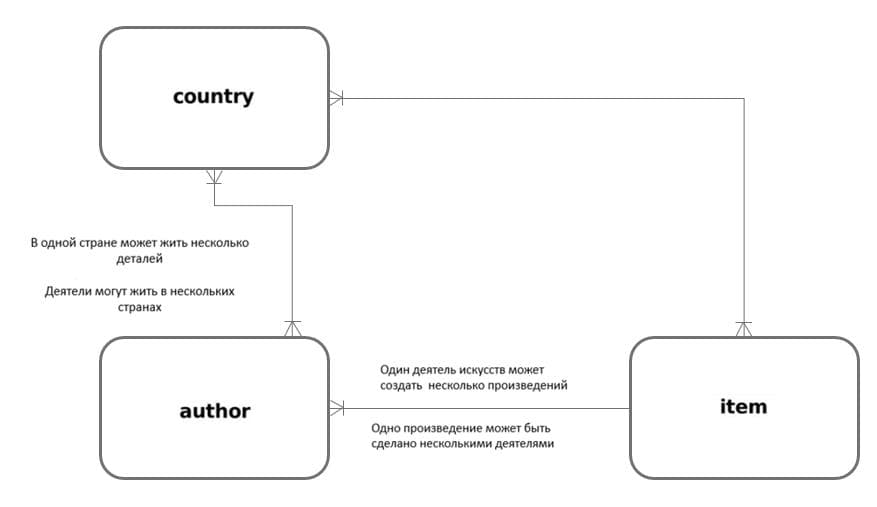 country
В одной стране может жить несколько
деталей
Деятели могут жить в нескольких
странах
Один деятель искусств может
создать несколько произведений
author
item
Одно произведение может быть
сделано несколькими деятелями